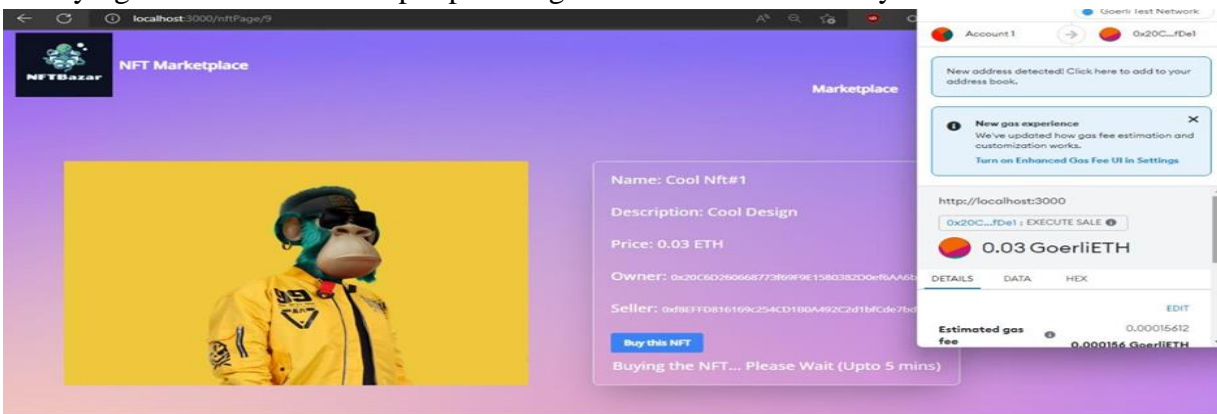 localhost:3000/nftPage/9
NFTBazar
NFT Marketplace
Marketplace
Name: Cool Nft#1
Description: Cool Design
Price: 0.03 ETH
Owner:
Seller:
Buy this NFT
Buying the NFT... Please Wait (Upto 5 mins)
Goerli Test Network
Account 1
0x20C...fDe1
New address detected! Click here to add to your
address book.
New gas experience
We've updated how gas fee estimation and
customization works.
Turn on Enhanced Gas Fee UI in Settings
http://localhost:3000
0x20C...fDe1 : EXECUTE SALE
0.03 GoerliETH
DETAILS DATA HEX
EDIT
Estimated gas
fee
0.00015612
0.000156 GoerliETH
99